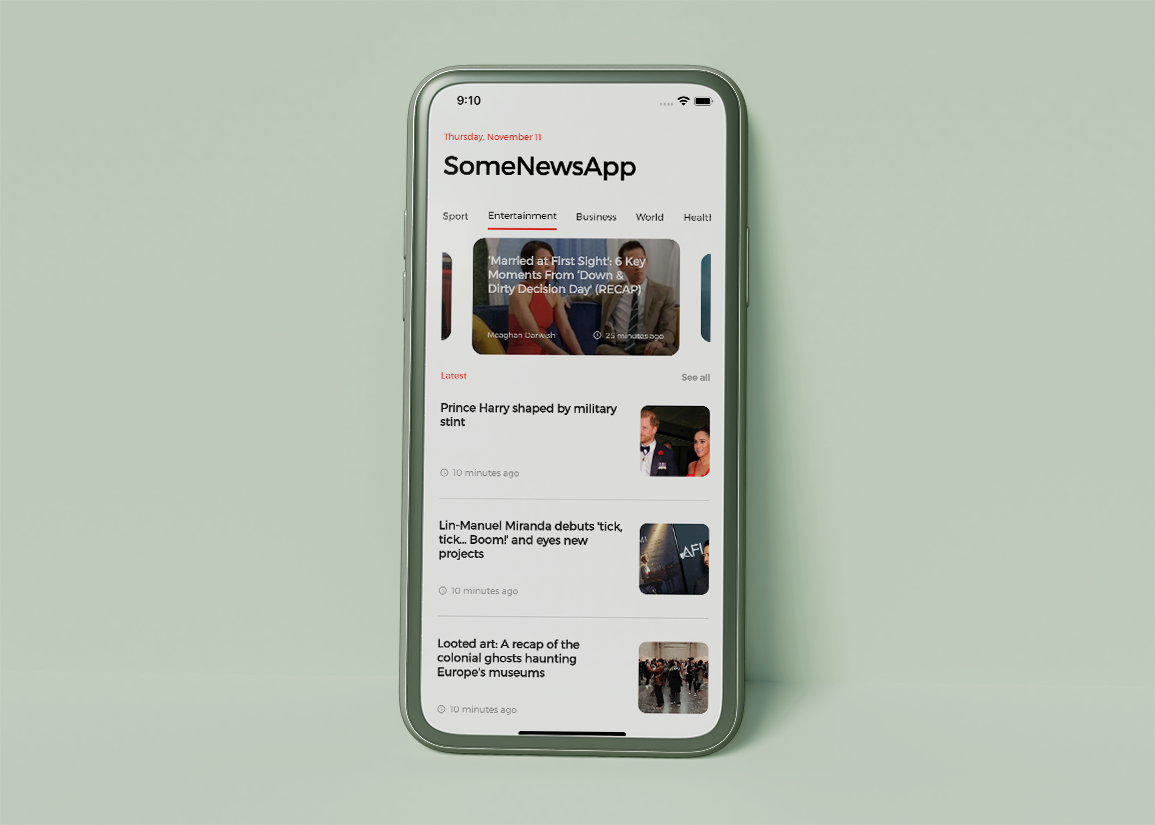 9:10
Thursday, November 11
SomeNewsApp
Sport Entertainment Business World Health
'Married at First Sight': 6 Key
Moments From 'Down &
Dirty Decision Day' (RECAP)
Meaghan Darwish 25 minutes ago
Latest See all
Prince Harry shaped by military
stint
10 minutes ago
Lin-Manuel Miranda debuts 'tick,
tick... Boom!' and eyes new
projects
AFI
10 minutes ago
Looted art: A recap of the
colonial ghosts haunting
Europe's museums
10 minutes ago